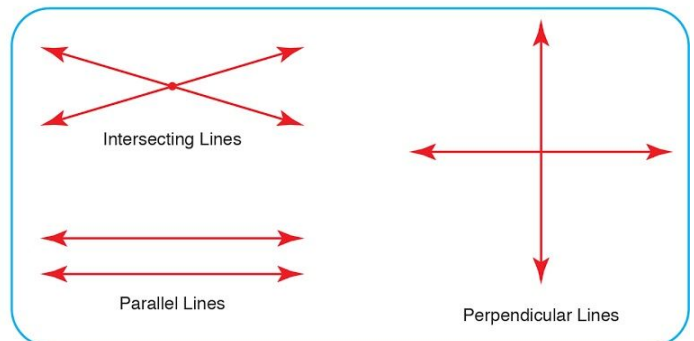 Intersecting Lines
Parallel Lines
Perpendicular Lines